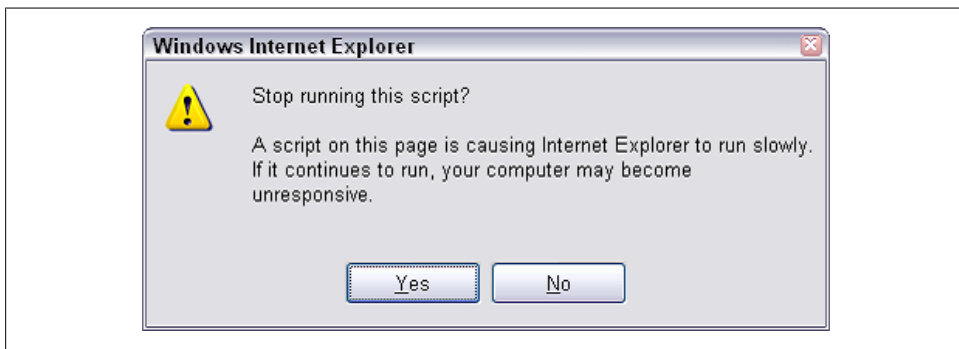 Windows Internet Explorer
Stop running this script?
A script on this page is causing Internet Explorer to run slowly.
If it continues to run, your computer may become
unresponsive.
Yes
No